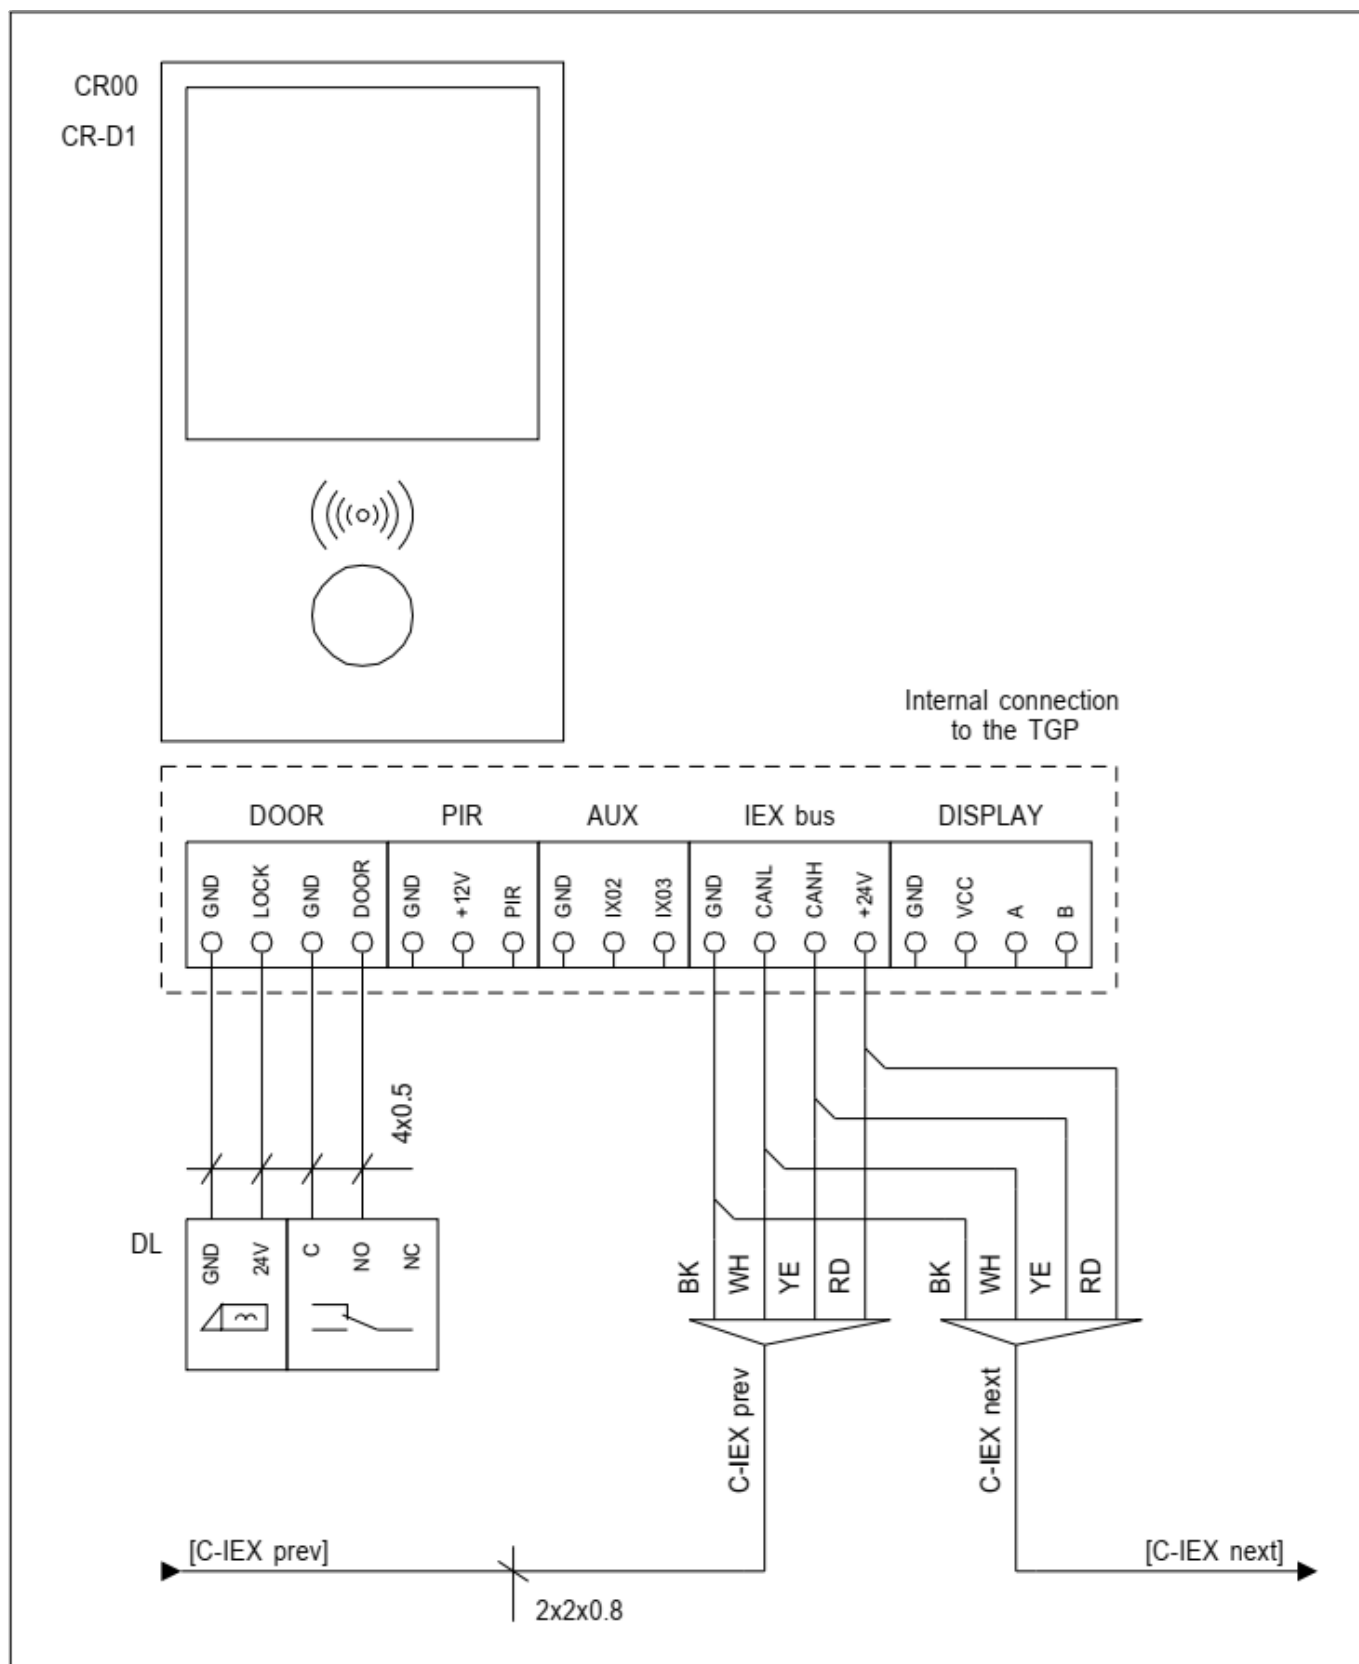 CR00
CR-D1
Internal connection
to the TGP
DOOR PIR AUX IEX bus DISPLAY
GND LOCK GND DOOR GND +12V PIR GND IX02 IX03 GND CANL CANH +24V GND VCC A B
4x0.5
DL
GND 24V C NO NC
BK WH YE RD BK WH YE RD
C-IEX prev
C-IEX next
[C-IEX prev]
[C-IEX next]
2x2x0.8